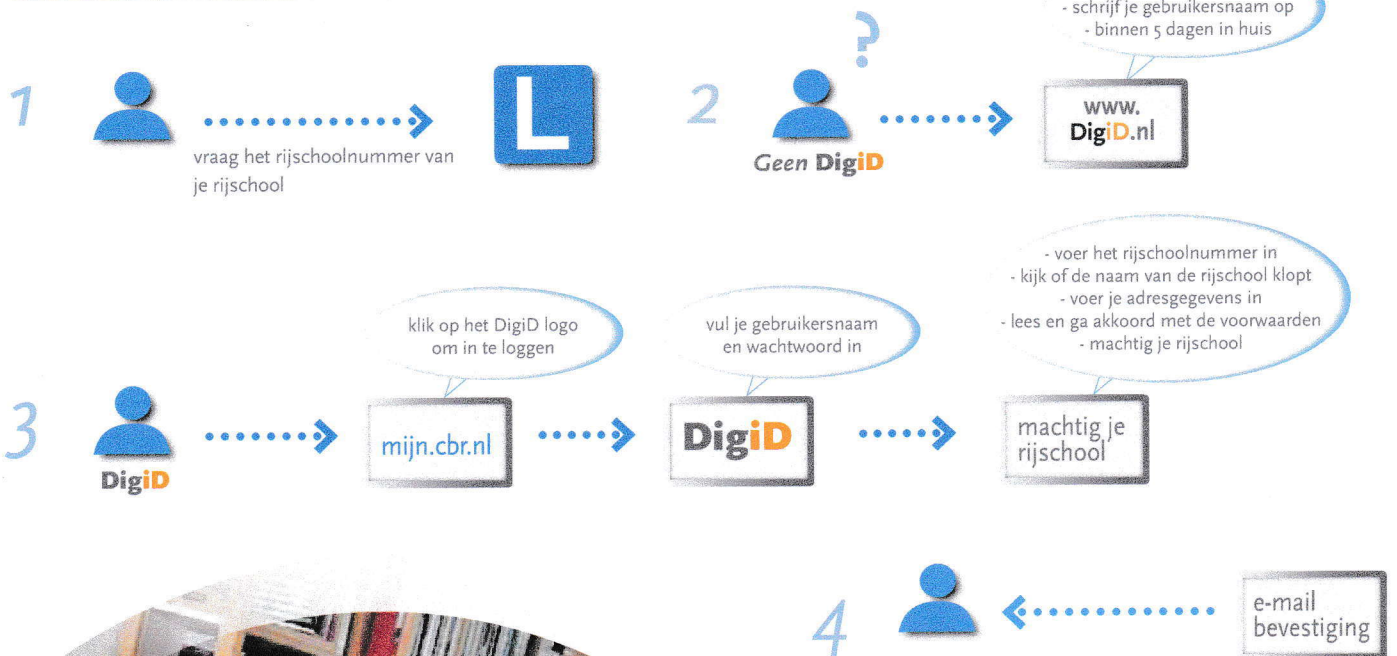 - schrijf je gebruikersnaam op
- binnen 5 dagen in huis
1
L
vraag het rijschoolnummer van
je rijschool
2
?
Geen DigiD
www.
DigiD.nl
3
DigiD
klik op het DigiD logo
om in te loggen
mijn.cbr.nl
vul je gebruikersnaam
en wachtwoord in
DigiD
- voer het rijschoolnummer in
- kijk of de naam van de rijschool klopt
- voer je adresgegevens in
- lees en ga akkoord met de voorwaarden
- machtig je rijschool
machtig je
rijschool
4
e-mail
bevestiging